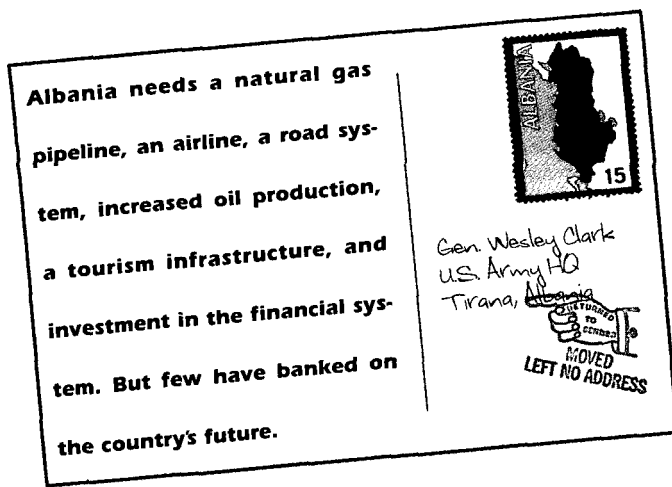 Albania needs a natural gas
pipeline, an airline, a road sys-
tem, increased oil production,
a tourism infrastructure, and
investment in the financial sys-
tem. But few have banked on
the country's future.
ALBANIA
15
Gen. Wesley Clark
U.S. Army HQ
Tirana, Albania
RETURNED
TO
SENDER
MOVED
LEFT NO ADDRESS